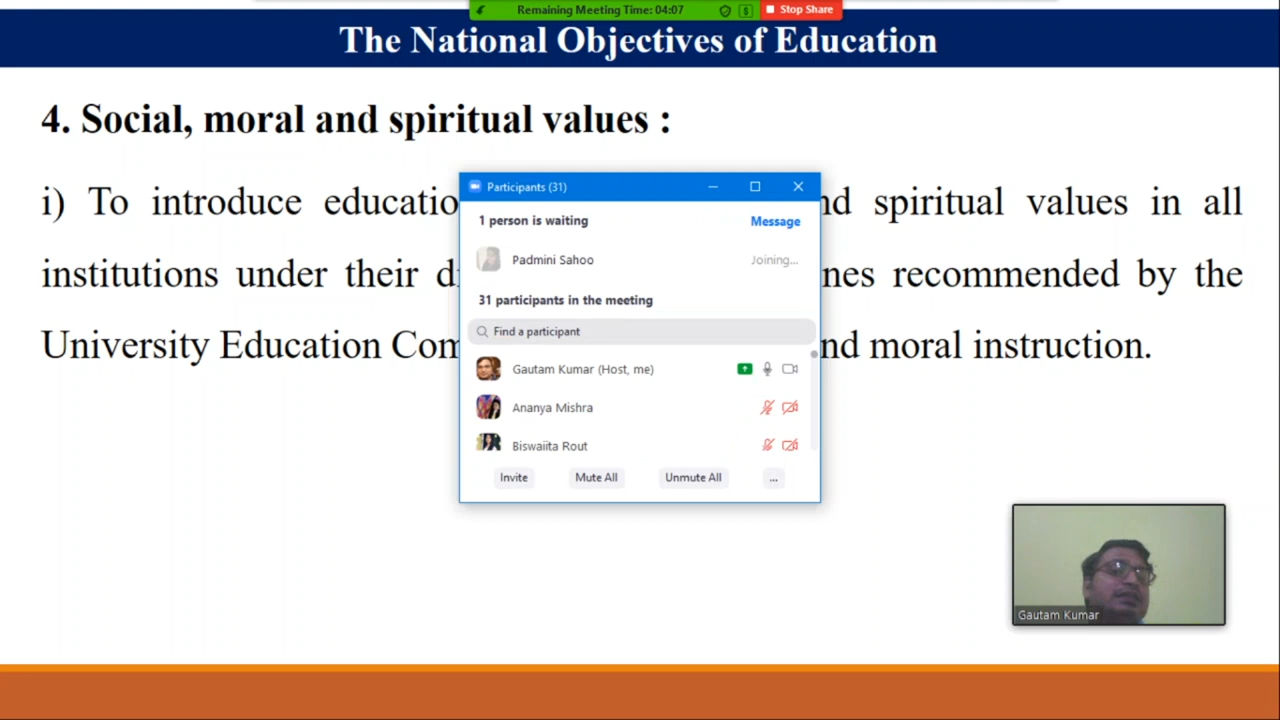 Remaining Meeting Time: 04:07
Stop Share
The National Objectives of Education
4. Social, moral and spiritual values :
i) To introduce educatio
nd spiritual values in all
institutions under their d
nes recommended by the
University Education Com
nd moral instruction.
Participants (31)
1 person is waiting
Message
Padmini Sahoo
Joining...
31 participants in the meeting
Find a participant
Gautam Kumar (Host, me)
Ananya Mishra
Biswajita Rout
Invite
Mute All
Unmute All
...
Gautam Kumar